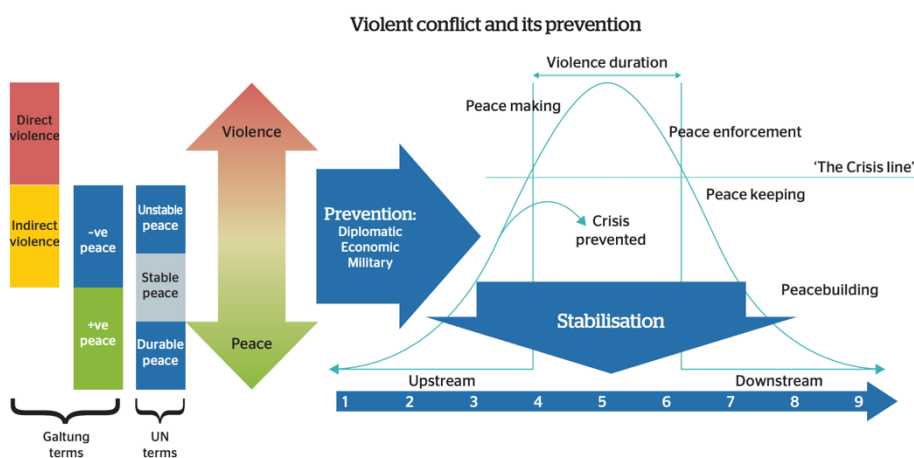 Violent conflict and its prevention
Direct
violence
Indirect
violence
–ve
peace
+ve
peace
Unstable
peace
Stable
peace
Durable
peace
Galtung
terms
UN
terms
Violence
Peace
Prevention:
Diplomatic
Economic
Military
Violence duration
Peace making
Peace enforcement
'The Crisis line'
Peace keeping
Crisis
prevented
Peacebuilding
Stabilisation
Upstream
Downstream
1 2 3 4 5 6 7 8 9